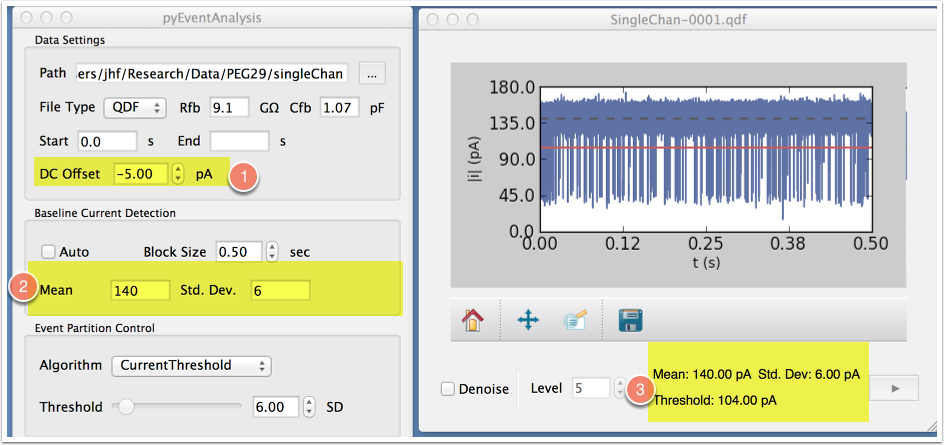 pyEventAnalysis
Data Settings
Path :ers/jhf/Research/Data/PEG29/singleChan ...
File Type QDF Rfb 9.1 GΩ Cfb 1.07 pF
Start 0.0 s End s
DC Offset -5.00 pA 1
Baseline Current Detection
Auto Block Size 0.50 sec
2 Mean 140 Std. Dev. 6
Event Partition Control
Algorithm CurrentThreshold
Threshold 6.00 SD
SingleChan-0001.qdf
180.0
135.0
90.0
45.0
0.0
|i| (pA)
0.00 0.12 0.25 0.38 0.50
t (s)
Denoise Level 5 3
Mean: 140.00 pA Std. Dev: 6.00 pA
Threshold: 104.00 pA